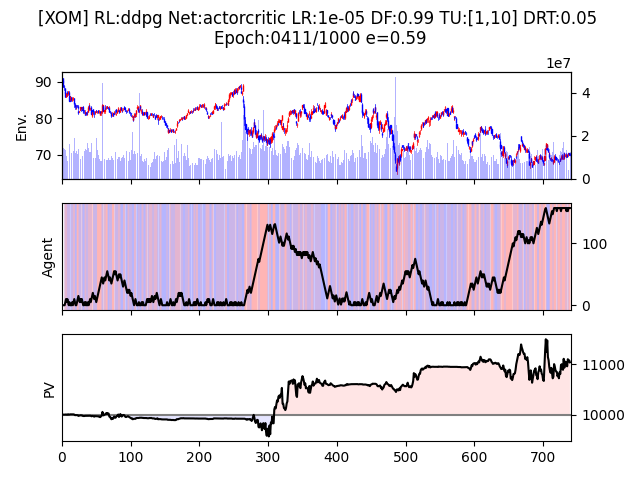 [XOM] RL:ddpg Net:actorcritic LR:1e-05 DF:0.99 TU:[1,10] DRT:0.05
Epoch:0411/1000 e=0.59
1e7
90
80
70
Env.
4
2
0
Agent
100
0
PV
11000
10000
0 100 200 300 400 500 600 700